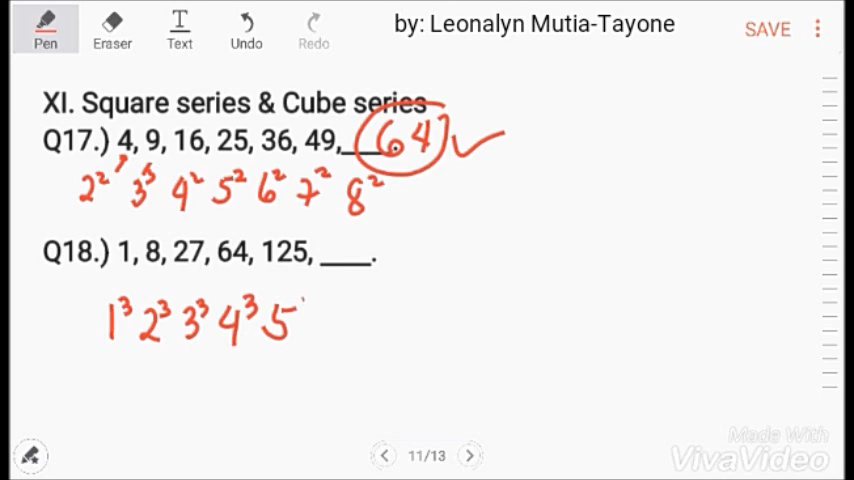 by: Leonalyn Mutia-Tayone
SAVE
Pen Eraser Text Undo Redo
XI. Square series & Cube series
Q17.) 4, 9, 16, 25, 36, 49,____. 64
2² 3² 4² 5² 6² 7² 8²
Q18.) 1, 8, 27, 64, 125, ____.
1³ 2³ 3³ 4³ 5
11/13
Made With
VivaVideo